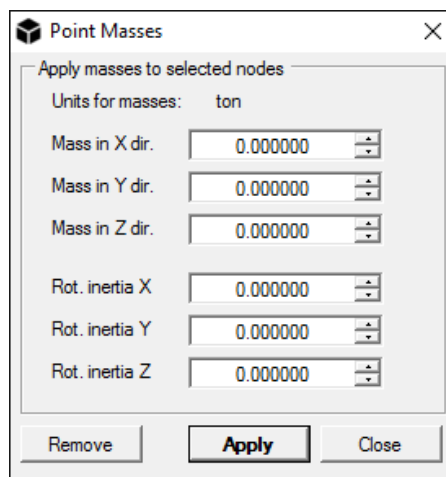 Point Masses
Apply masses to selected nodes
Units for masses: ton
Mass in X dir. 0.000000
Mass in Y dir. 0.000000
Mass in Z dir. 0.000000
Rot. inertia X 0.000000
Rot. inertia Y 0.000000
Rot. inertia Z 0.000000
Remove Apply Close